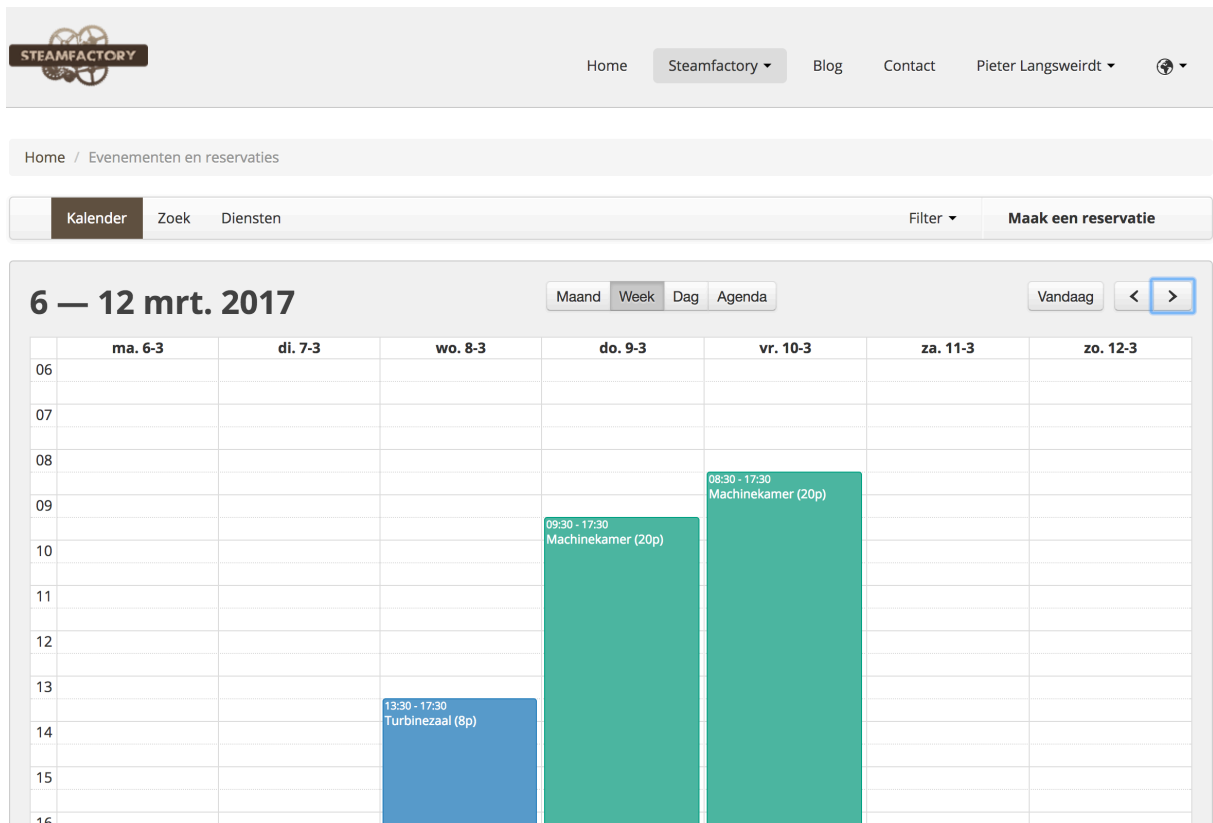 STEAMFACTORY
Home Steamfactory Blog Contact Pieter Langsweirdt
Home / Evenementen en reservaties
Kalender Zoek Diensten Filter Maak een reservatie
6 — 12 mrt. 2017 Maand Week Dag Agenda Vandaag
ma. 6-3 di. 7-3 wo. 8-3 do. 9-3 vr. 10-3 za. 11-3 zo. 12-3
06
07
08
08:30 - 17:30
Machinekamer (20p)
09
09:30 - 17:30
Machinekamer (20p)
10
11
12
13
13:30 - 17:30
Turbinezaal (8p)
14
15
16